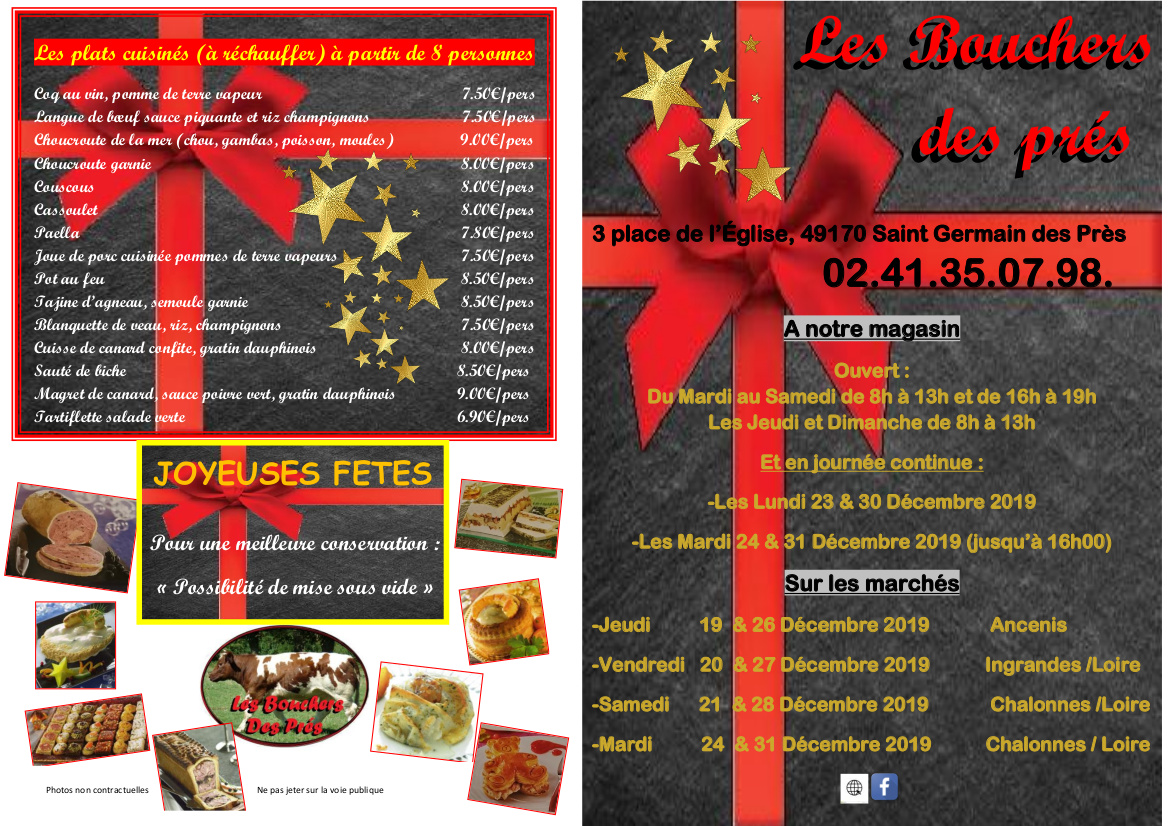 Les plats cuisinés (à réchauffer) à partir de 8 personnes
Coq au vin, pomme de terre vapeur 7.50€/pers
Langue de bœuf sauce piquante et riz champignons 7.50€/pers
Choucroute de la mer (chou, gambas, poisson, moules) 9.00€/pers
Choucroute garnie 8.00€/pers
Couscous 8.00€/pers
Cassoulet 8.00€/pers
Paella 7.80€/pers
Joue de porc cuisinée pommes de terre vapeurs 7.50€/pers
Pot au feu 8.50€/pers
Tajine d'agneau, semoule garnie 8.50€/pers
Blanquette de veau, riz, champignons 7.50€/pers
Cuisse de canard confite, gratin dauphinois 8.00€/pers
Sauté de biche 8.50€/pers
Magret de canard, sauce poivre vert, gratin dauphinois 9.00€/pers
Tartiflette salade verte 6.90€/pers
JOYEUSES FETES
Pour une meilleure conservation :
« Possibilité de mise sous vide »
Les Bouchers
Des Prés
Photos non contractuelles
Ne pas jeter sur la voie publique
Les Bouchers
des prés
3 place de l'Église, 49170 Saint Germain des Près
02.41.35.07.98.
A notre magasin
Ouvert :
Du Mardi au Samedi de 8h à 13h et de 16h à 19h
Les Jeudi et Dimanche de 8h à 13h
Et en journée continue :
-Les Lundi 23 & 30 Décembre 2019
-Les Mardi 24 & 31 Décembre 2019 (jusqu'à 16h00)
Sur les marchés
-Jeudi 19 & 26 Décembre 2019 Ancenis
-Vendredi 20 & 27 Décembre 2019 Ingrandes /Loire
-Samedi 21 & 28 Décembre 2019 Chalonnes /Loire
-Mardi 24 & 31 Décembre 2019 Chalonnes / Loire